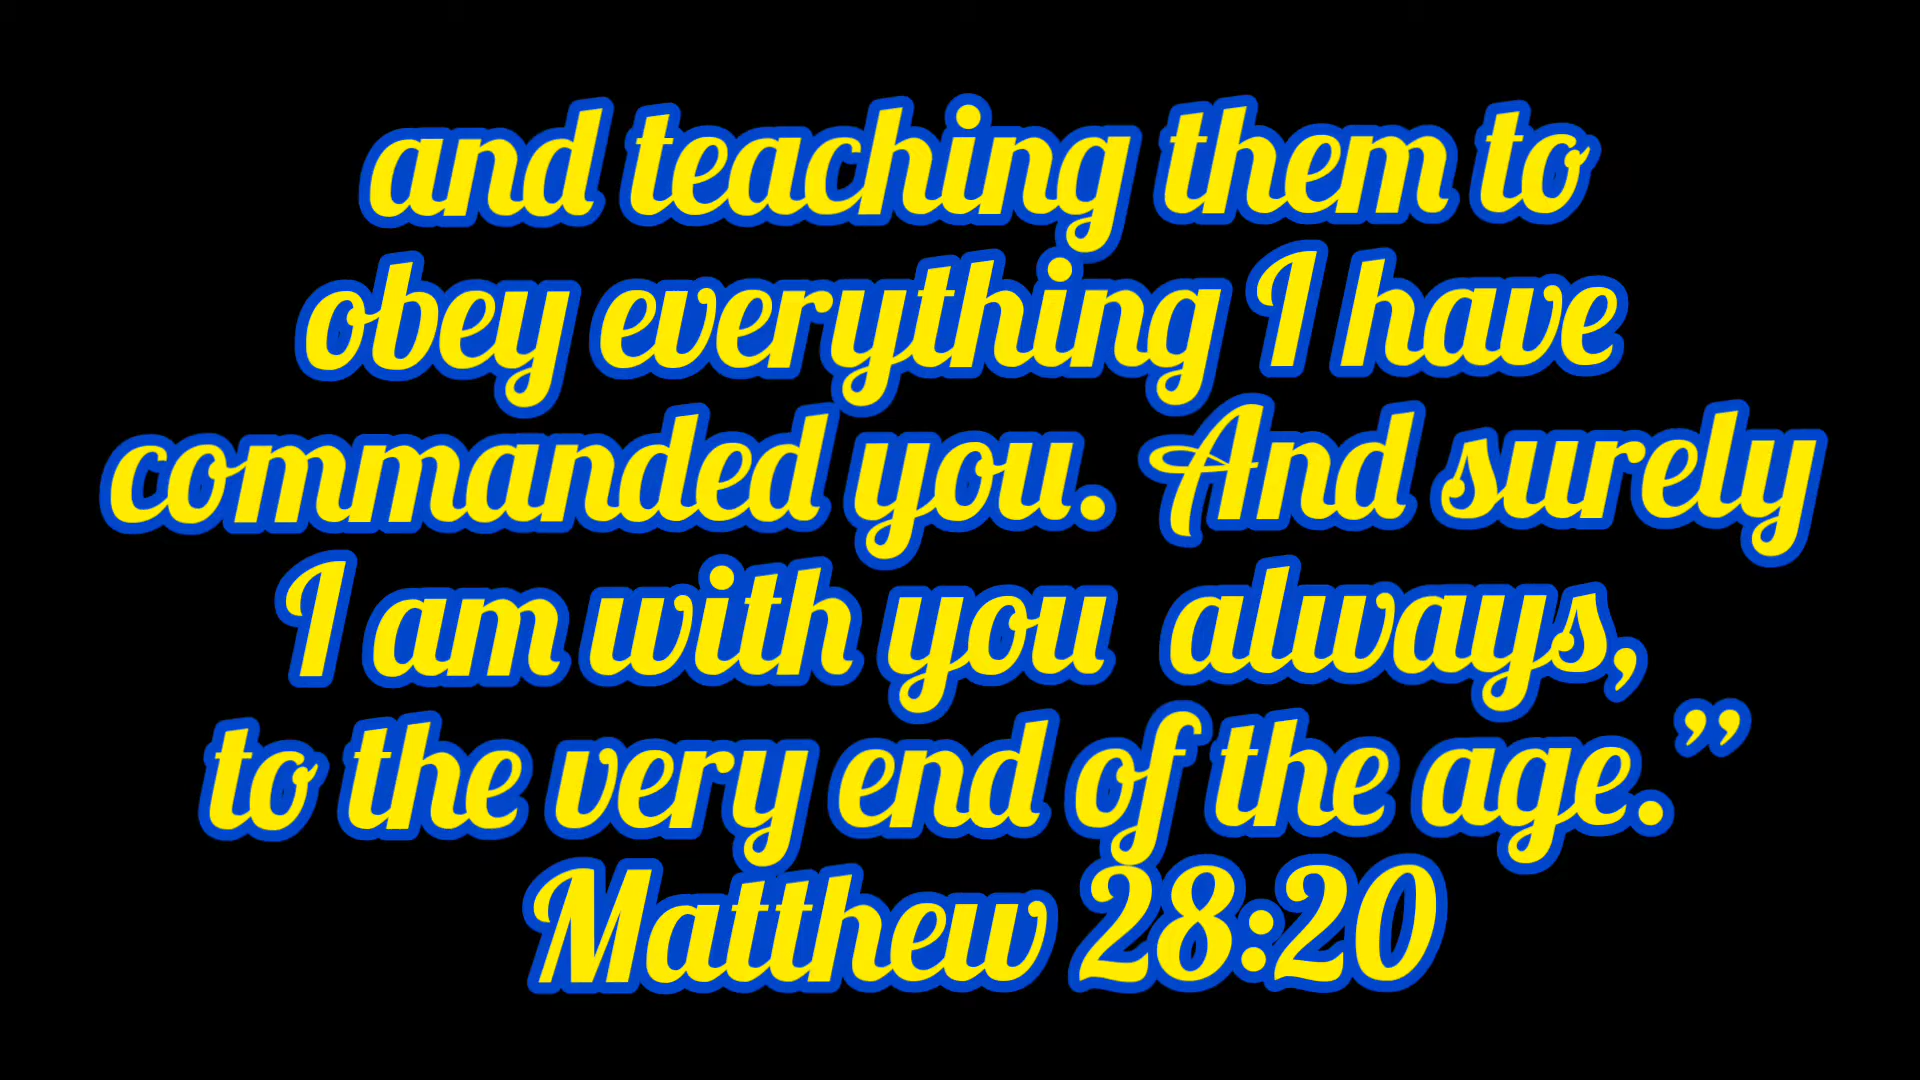 and teaching them to
obey everything I have
commanded you. And surely
I am with you always,
to the very end of the age.”
Matthew 28:20